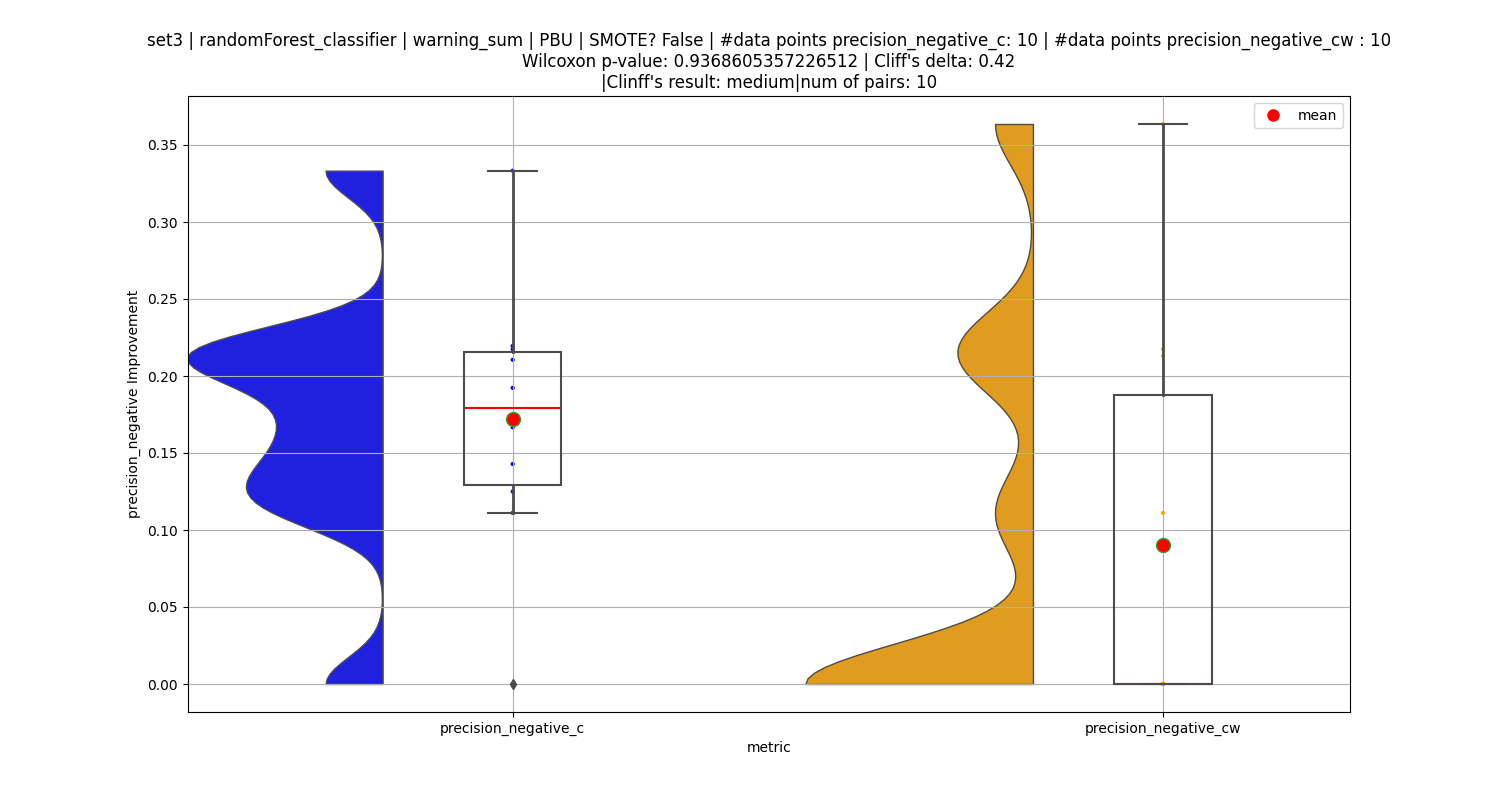 set3 | randomForest_classifier | warning_sum | PBU | SMOTE? False | #data points precision_negative_c: 10 | #data points precision_negative_cw : 10
Wilcoxon p-value: 0.9368605357226512 | Cliff's delta: 0.42
|Clinff's result: medium|num of pairs: 10
mean
0.35
0.30
0.25
0.20
0.15
0.10
0.05
0.00
precision_negative Improvement
precision_negative_c
precision_negative_cw
metric